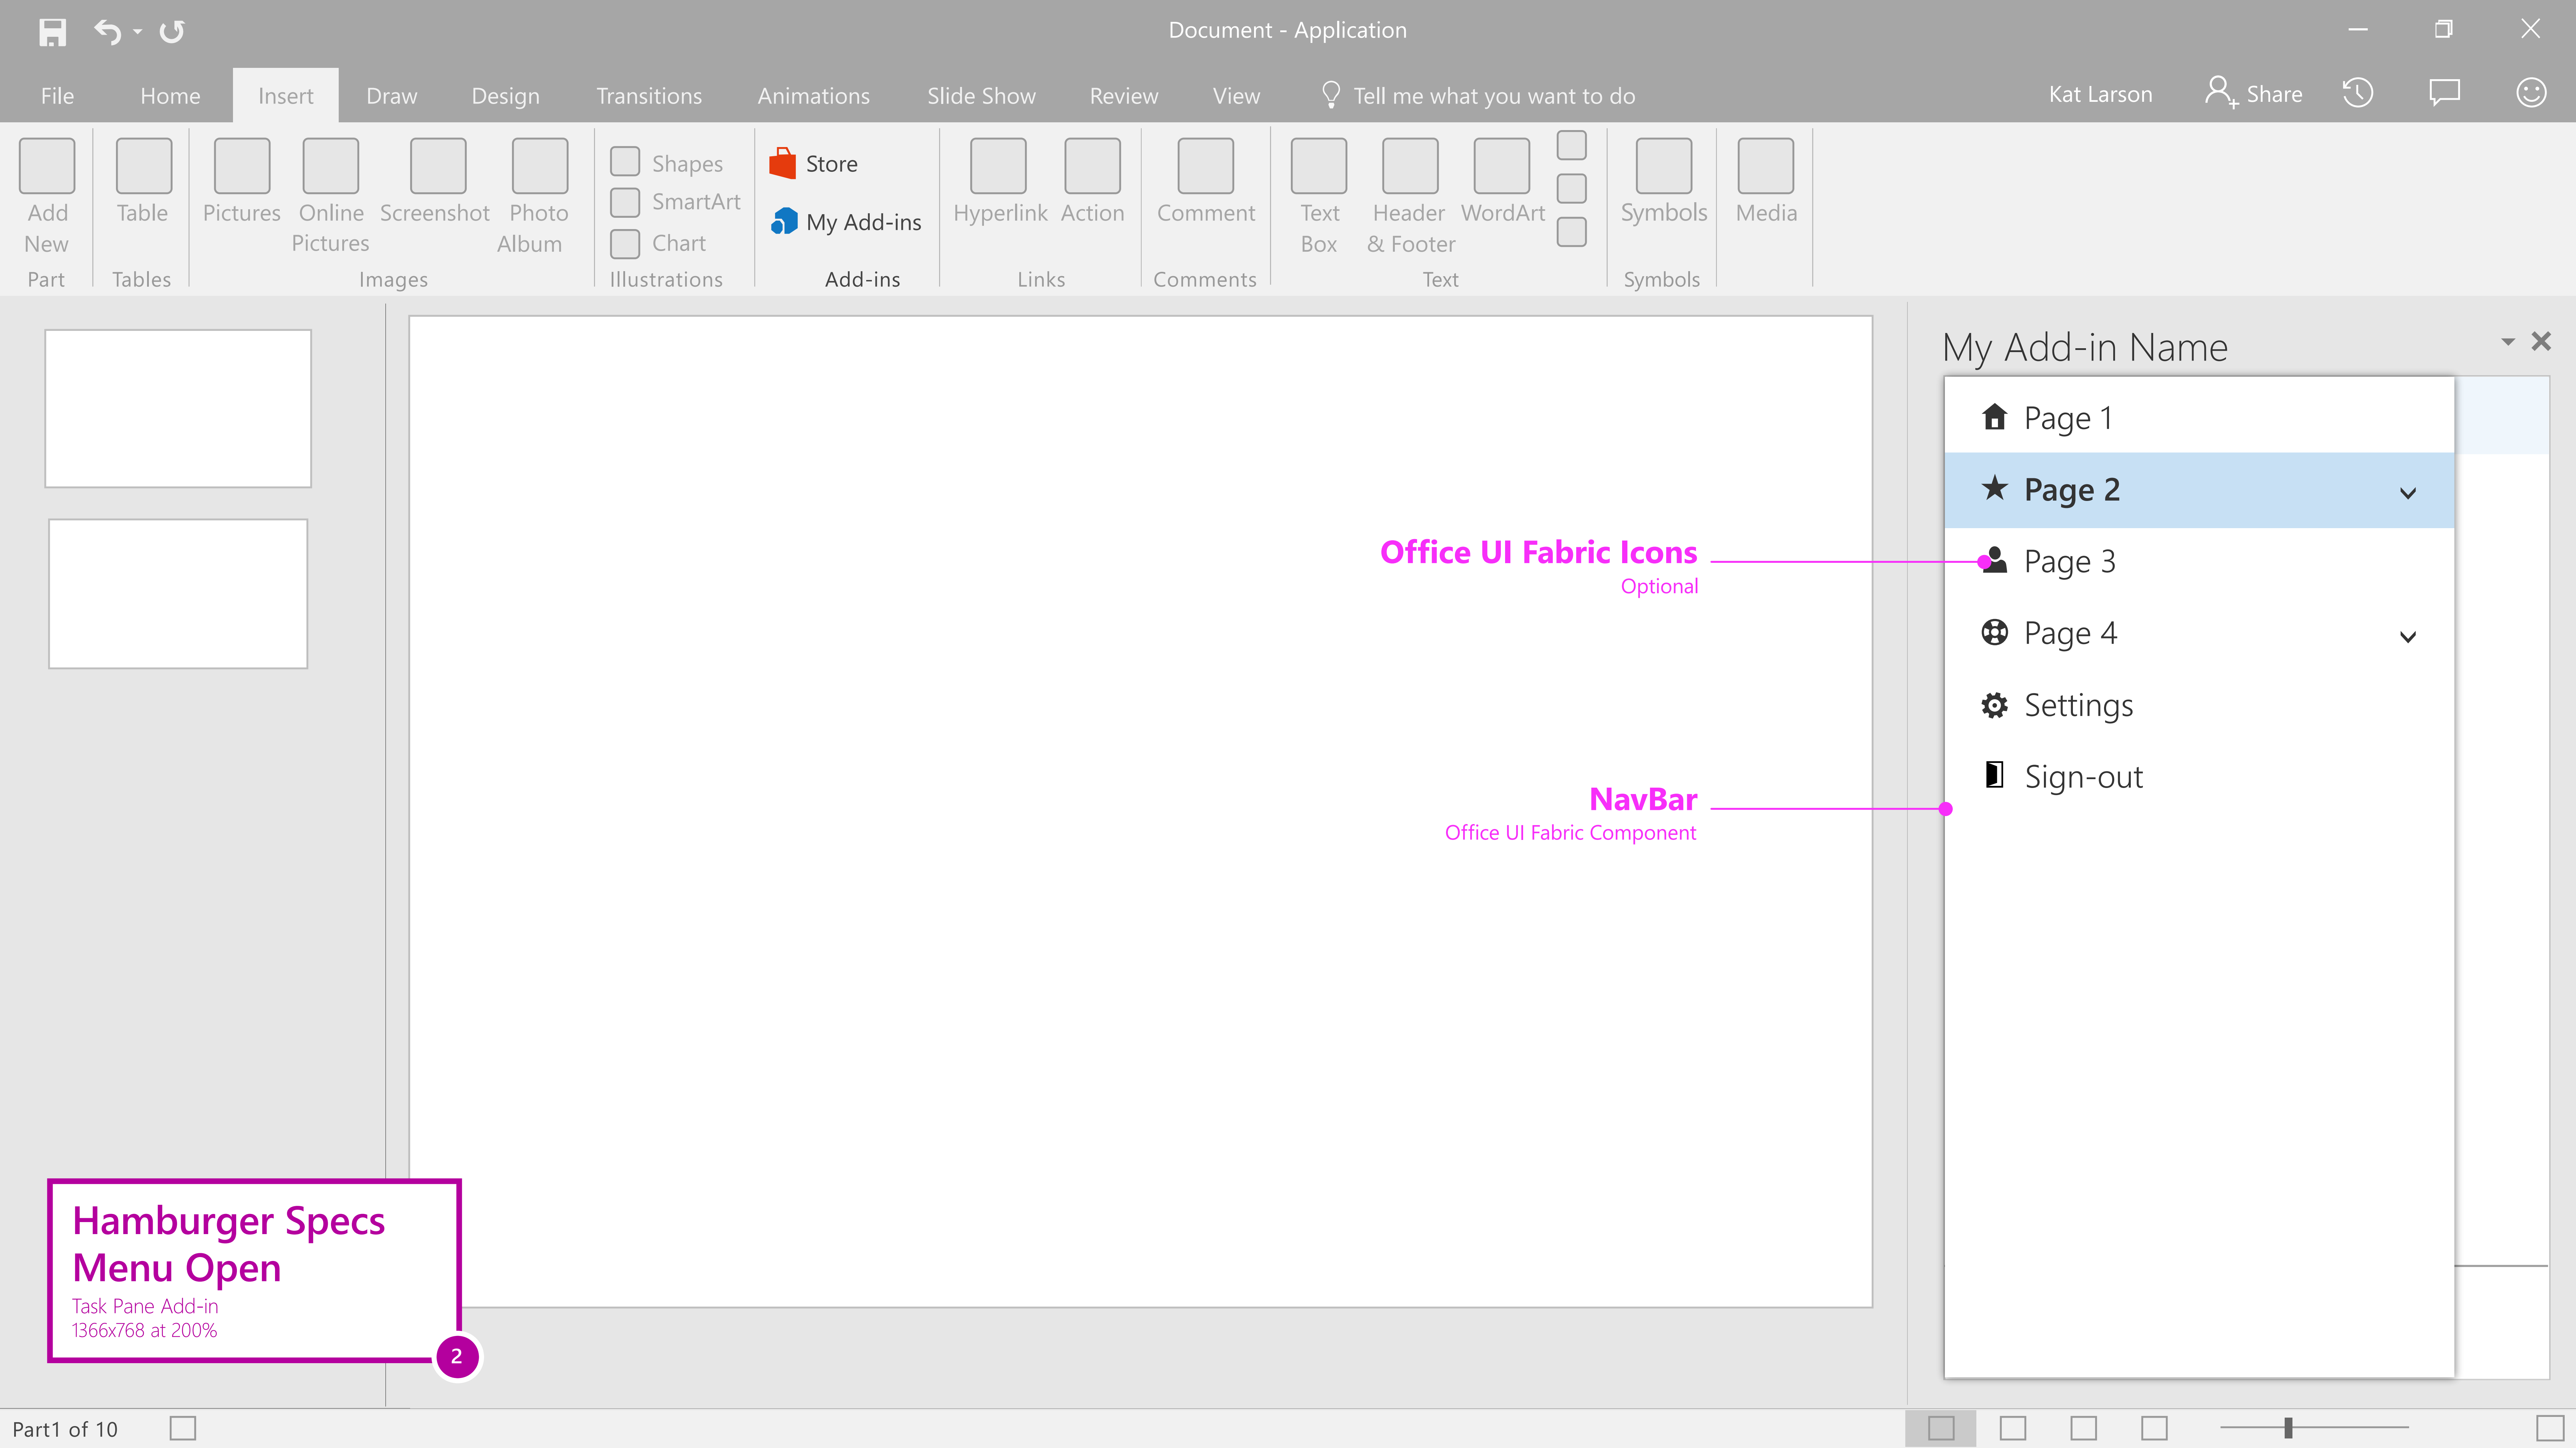 Document - Application
File Home Insert Draw Design Transitions Animations Slide Show Review View Tell me what you want to do Kat Larson Share
Add New
Table
Pictures
Online Pictures
Screenshot
Photo Album
Shapes
SmartArt
Chart
Store
My Add-ins
Hyperlink
Action
Comment
Text Box
Header & Footer
WordArt
Symbols
Media
Part Tables Images Illustrations Add-ins Links Comments Text Symbols
My Add-in Name
Page 1
Page 2
Page 3
Page 4
Settings
Sign-out
Office UI Fabric Icons
Optional
NavBar
Office UI Fabric Component
Hamburger Specs
Menu Open
Task Pane Add-in
1366x768 at 200%
2
Part1 of 10